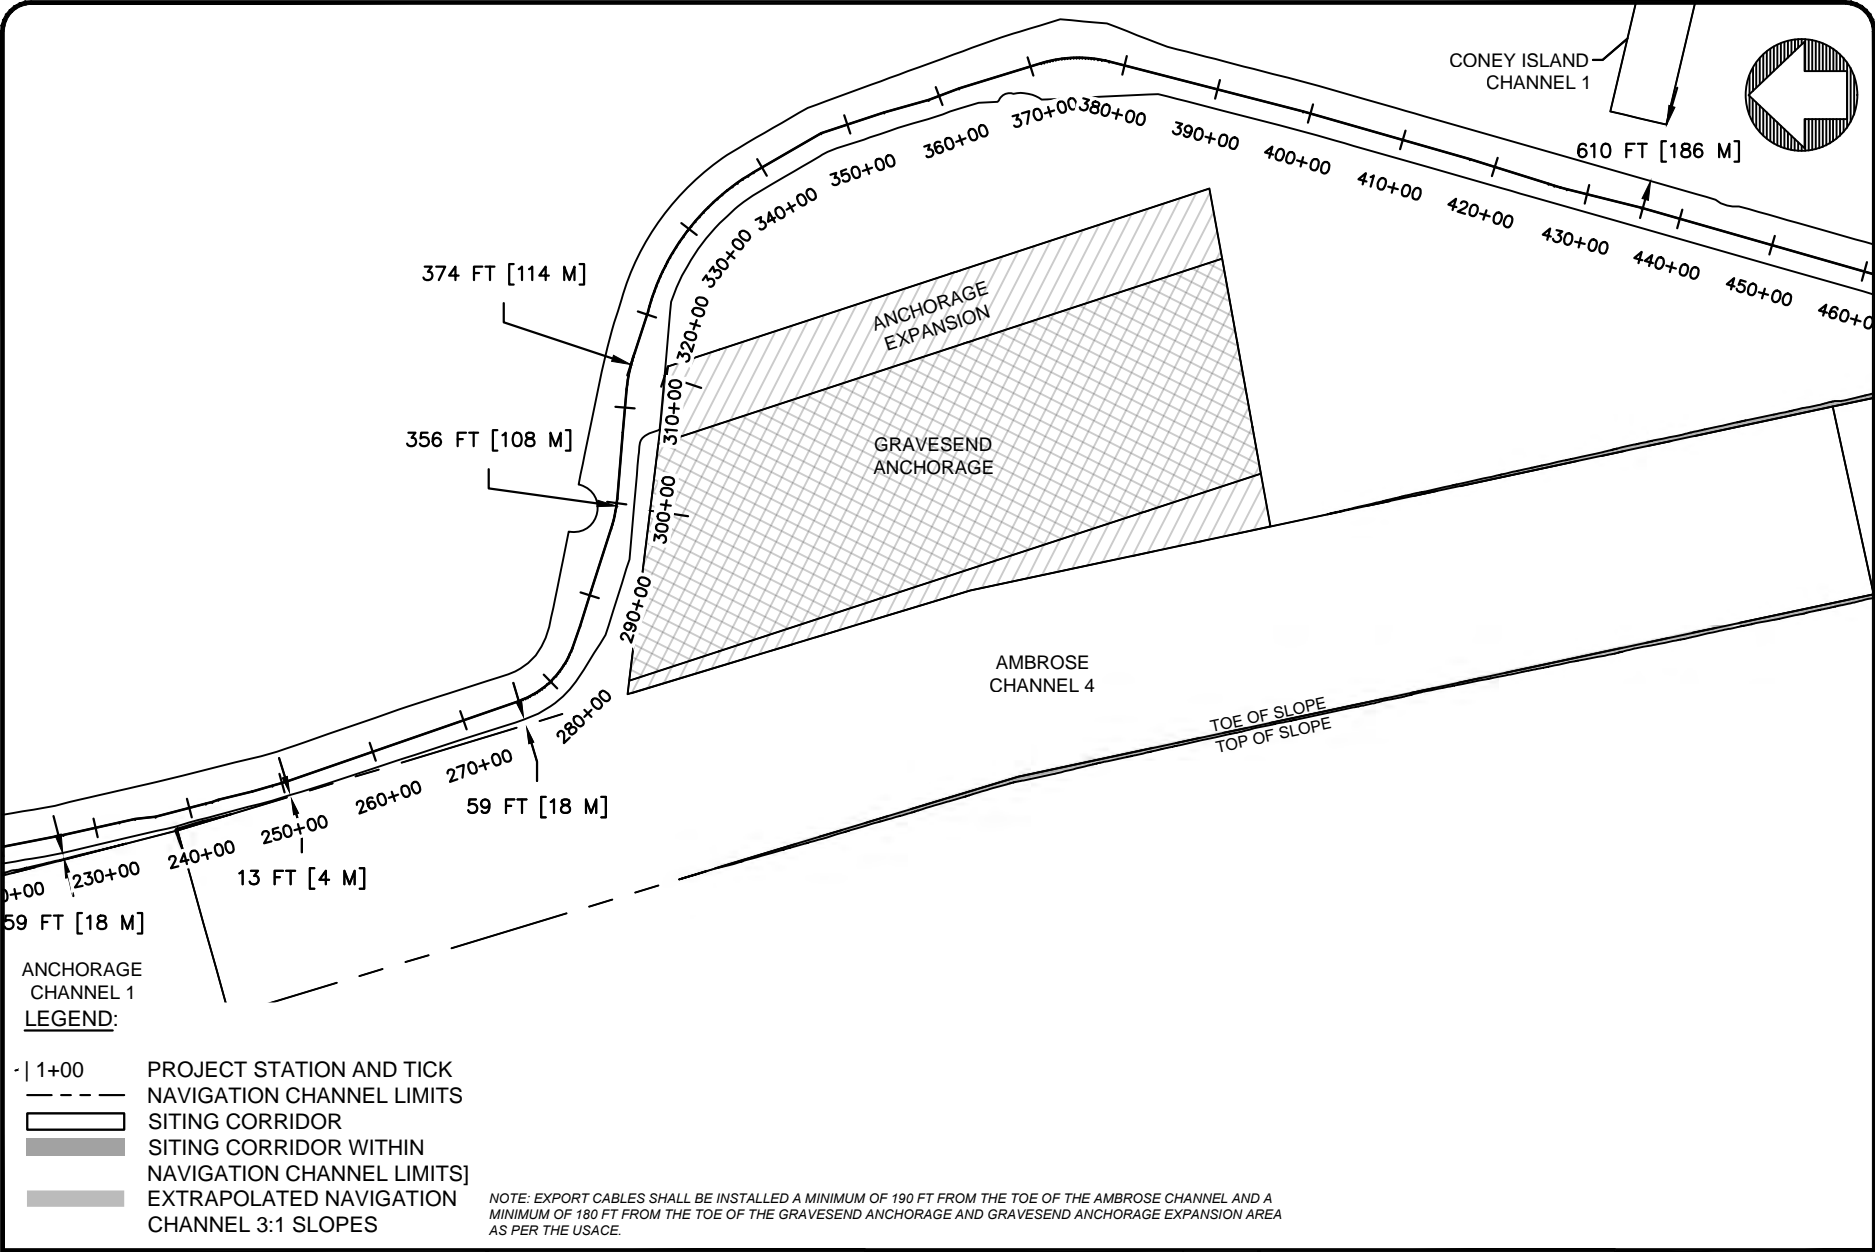 CONEY ISLAND
CHANNEL 1
610 FT [186 M]
370+00
380+00
390+00
400+00
410+00
420+00
430+00
440+00
450+00
360+00
350+00
340+00
330+00
320+00
310+00
300+00
290+00
280+00
270+00
260+00
250+00
240+00
230+00
374 FT [114 M]
356 FT [108 M]
ANCHORAGE
EXPANSION
GRAVESEND
ANCHORAGE
AMBROSE
CHANNEL 4
TOE OF SLOPE
TOP OF SLOPE
59 FT [18 M]
13 FT [4 M]
59 FT [18 M]
ANCHORAGE
CHANNEL 1
LEGEND:
1+00 PROJECT STATION AND TICK
NAVIGATION CHANNEL LIMITS
SITING CORRIDOR
SITING CORRIDOR WITHIN
NAVIGATION CHANNEL LIMITS]
EXTRAPOLATED NAVIGATION
CHANNEL 3:1 SLOPES
NOTE: EXPORT CABLES SHALL BE INSTALLED A MINIMUM OF 190 FT FROM THE TOE OF THE AMBROSE CHANNEL AND A
MINIMUM OF 180 FT FROM THE TOE OF THE GRAVESEND ANCHORAGE AND GRAVESEND ANCHORAGE EXPANSION AREA
AS PER THE USACE.